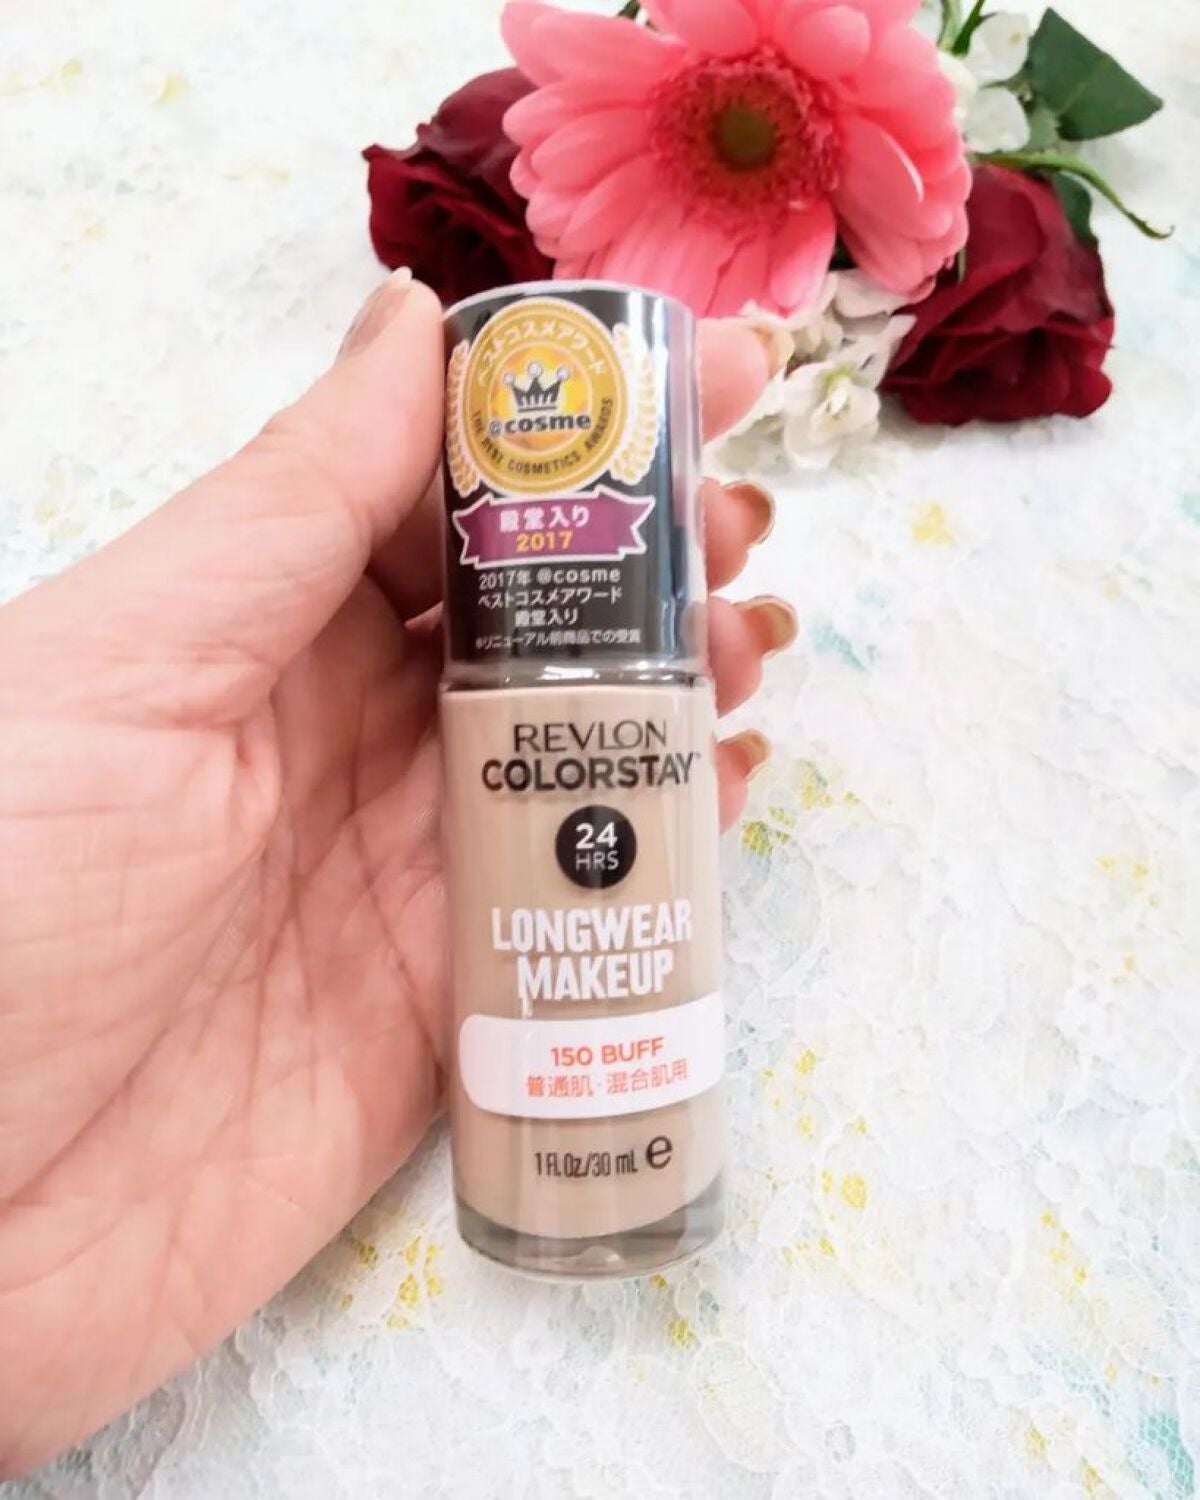 ベストコスメアワード
@cosme
THE BEST COSMETICS AWARDS
殿堂入り
2017
2017年 @cosme
ベストコスメアワード
殿堂入り
※リニューアル前商品での受賞
REVLON
COLORSTAY™
24
HRS
LONGWEAR
MAKEUP
150 BUFF
普通肌・混合肌用
1 FL.Oz./30 mL e